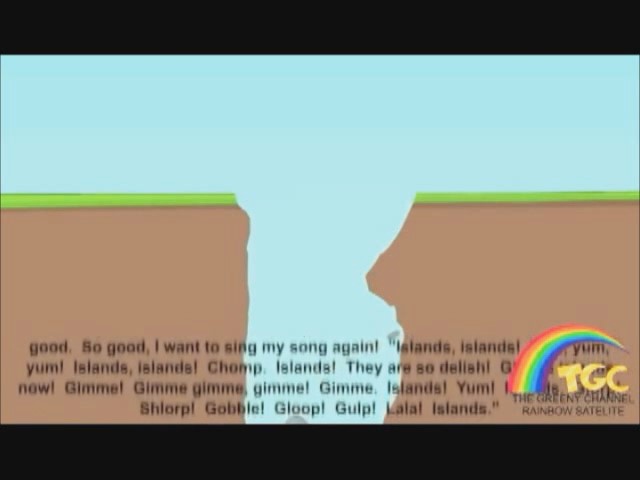 good. So good, I want to sing my song again! "Islands, islands! yum,
yum! Islands, islands! Chomp. Islands! They are so delish!
now! Gimme! Gimme gimme, gimme! Gimme. Islands! Yum!
Shlorp! Gobble! Gloop! Gulp! Lala! Islands."
TGC
THE GREENY CHANNEL
RAINBOW SATELITE